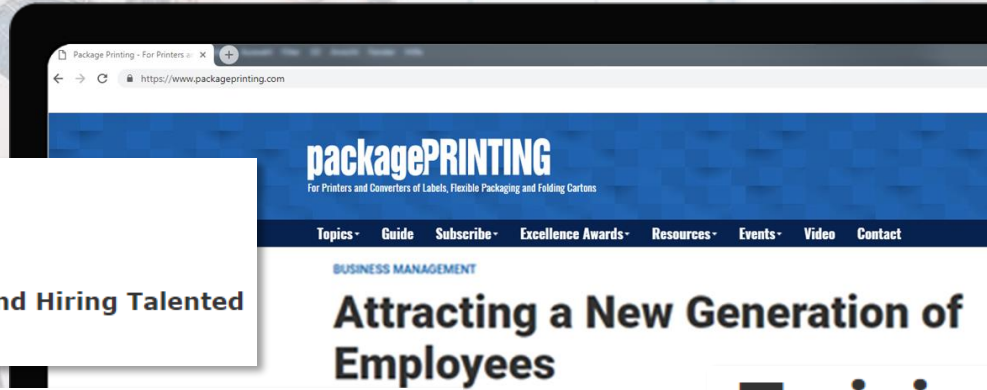 Package Printing - For Printers a
https://www.packageprinting.com
packagePRINTING
For Printers and Converters of Labels, Flexible Packaging and Folding Cartons
Topics Guide Subscribe Excellence Awards Resources Events Video Contact
BUSINESS MANAGEMENT
nd Hiring Talented
Attracting a New Generation of
Employees